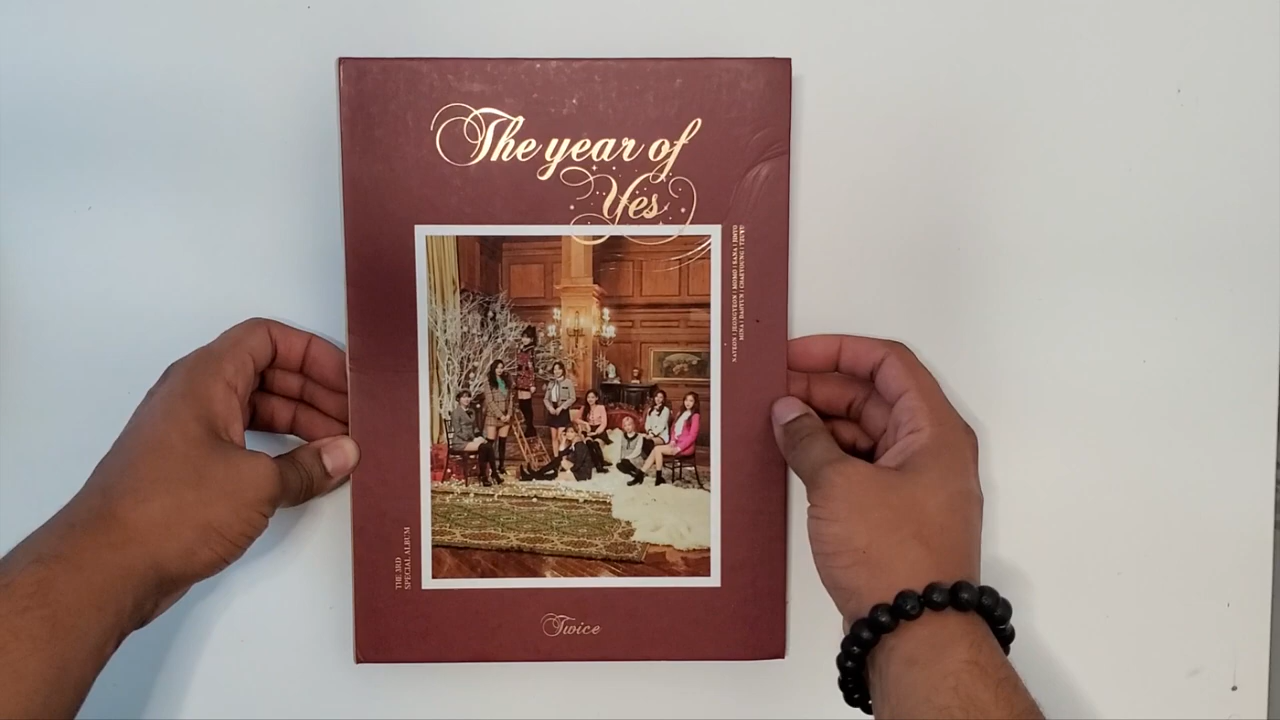 The year of
Yes
NAYEON | JEONGYEON | MOMO | SANA | JIHYO
MINA | DAHYUN | CHAEYOUNG | TZUYU
THE 3RD
SPECIAL ALBUM
Twice